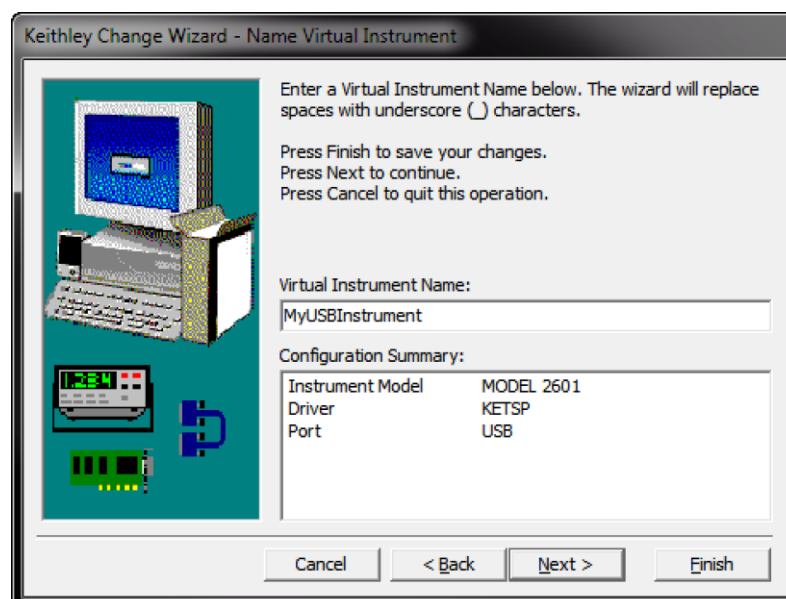 Keithley Change Wizard - Name Virtual Instrument
Enter a Virtual Instrument Name below. The wizard will replace
spaces with underscore (_) characters.
Press Finish to save your changes.
Press Next to continue.
Press Cancel to quit this operation.
Virtual Instrument Name:
MyUSBInstrument
Configuration Summary:
Instrument Model MODEL 2601
Driver KETSP
Port USB
1.234
Cancel < Back Next > Finish